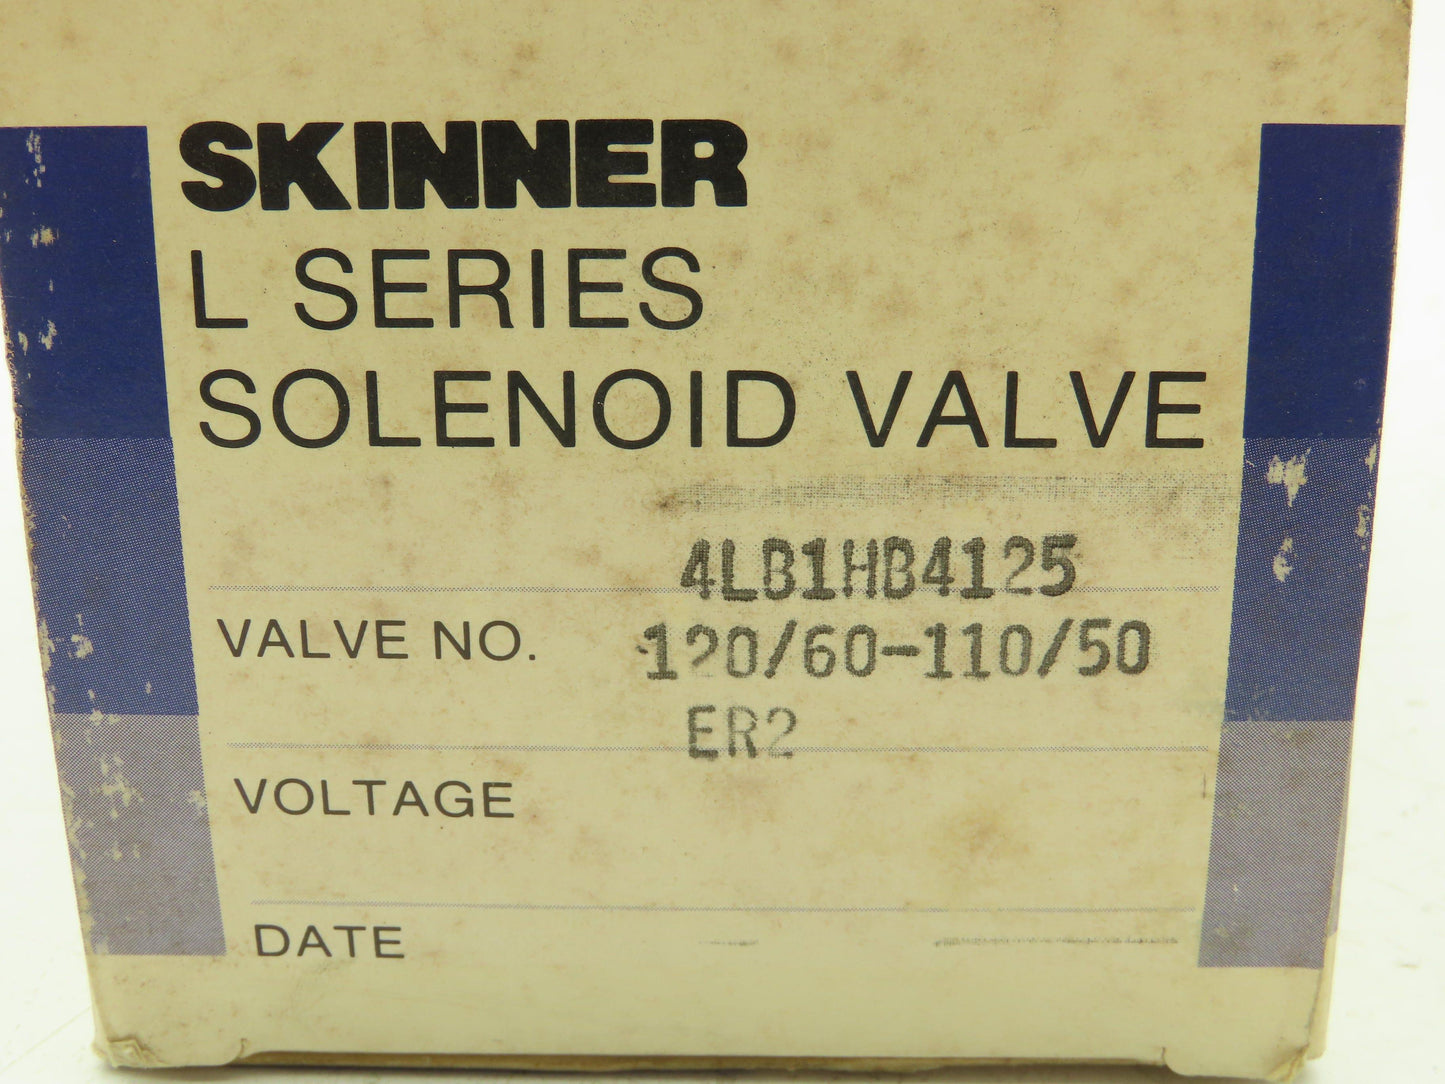 SKINNER
L SERIES
SOLENOID VALVE
4LB1HB4125
VALVE NO. 120/60-110/50
ER2
VOLTAGE
DATE